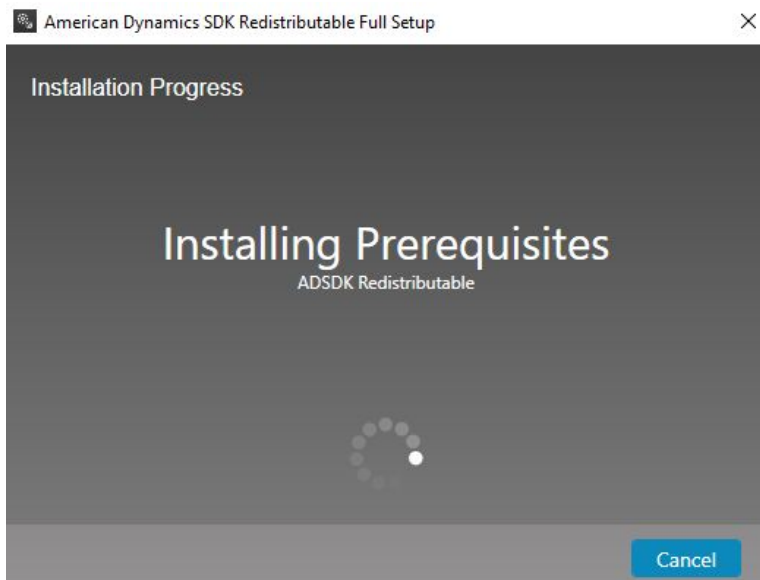 American Dynamics SDK Redistributable Full Setup
Installation Progress
Installing Prerequisites
ADSDK Redistributable
Cancel